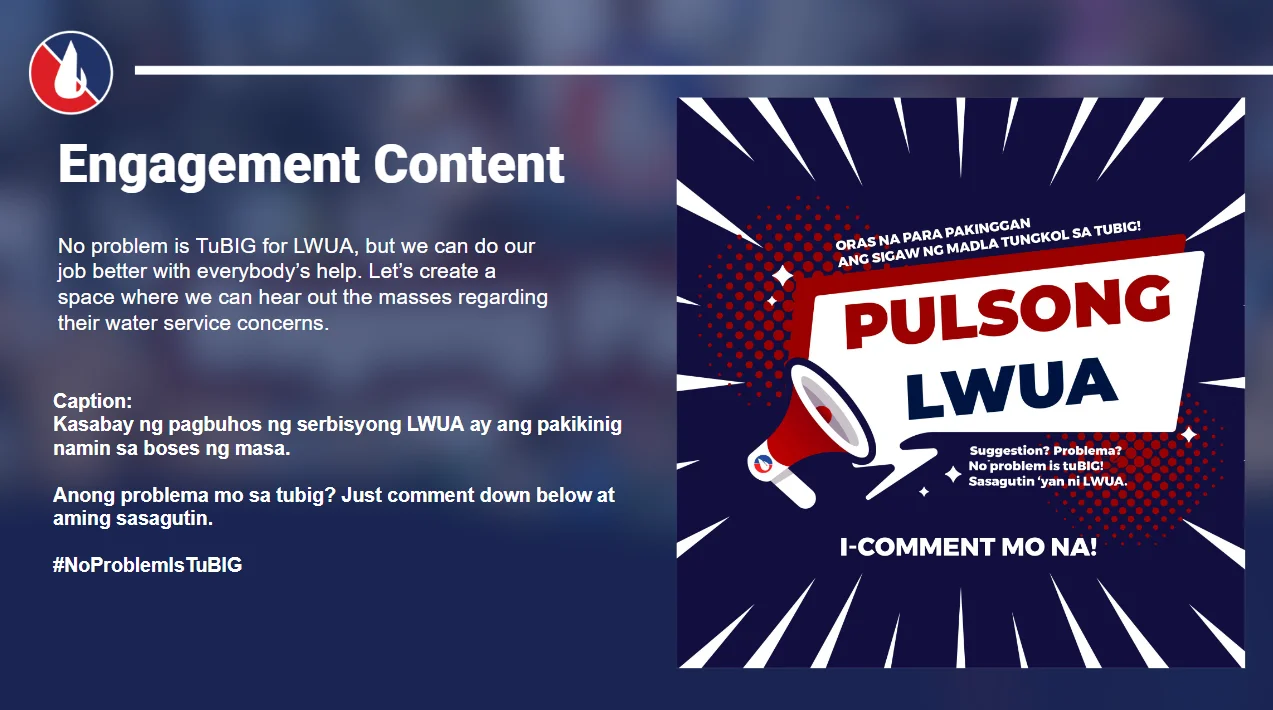 Engagement Content
No problem is TuBIG for LWUA, but we can do our
job better with everybody’s help. Let’s create a
space where we can hear out the masses regarding
their water service concerns.
Caption:
Kasabay ng pagbuhos ng serbisyong LWUA ay ang pakikinig
namin sa boses ng masa.
Anong problema mo sa tubig? Just comment down below at
aming sasagutin.
#NoProblemIsTuBIG
ORAS NA PARA PAKINGGAN
ANG SIGAW NG MADLA TUNGKOL SA TUBIG!
PULSONG
LWUA
Suggestion? Problema?
No problem is tuBIG!
Sasagutin ‘yan ni LWUA.
I-COMMENT MO NA!